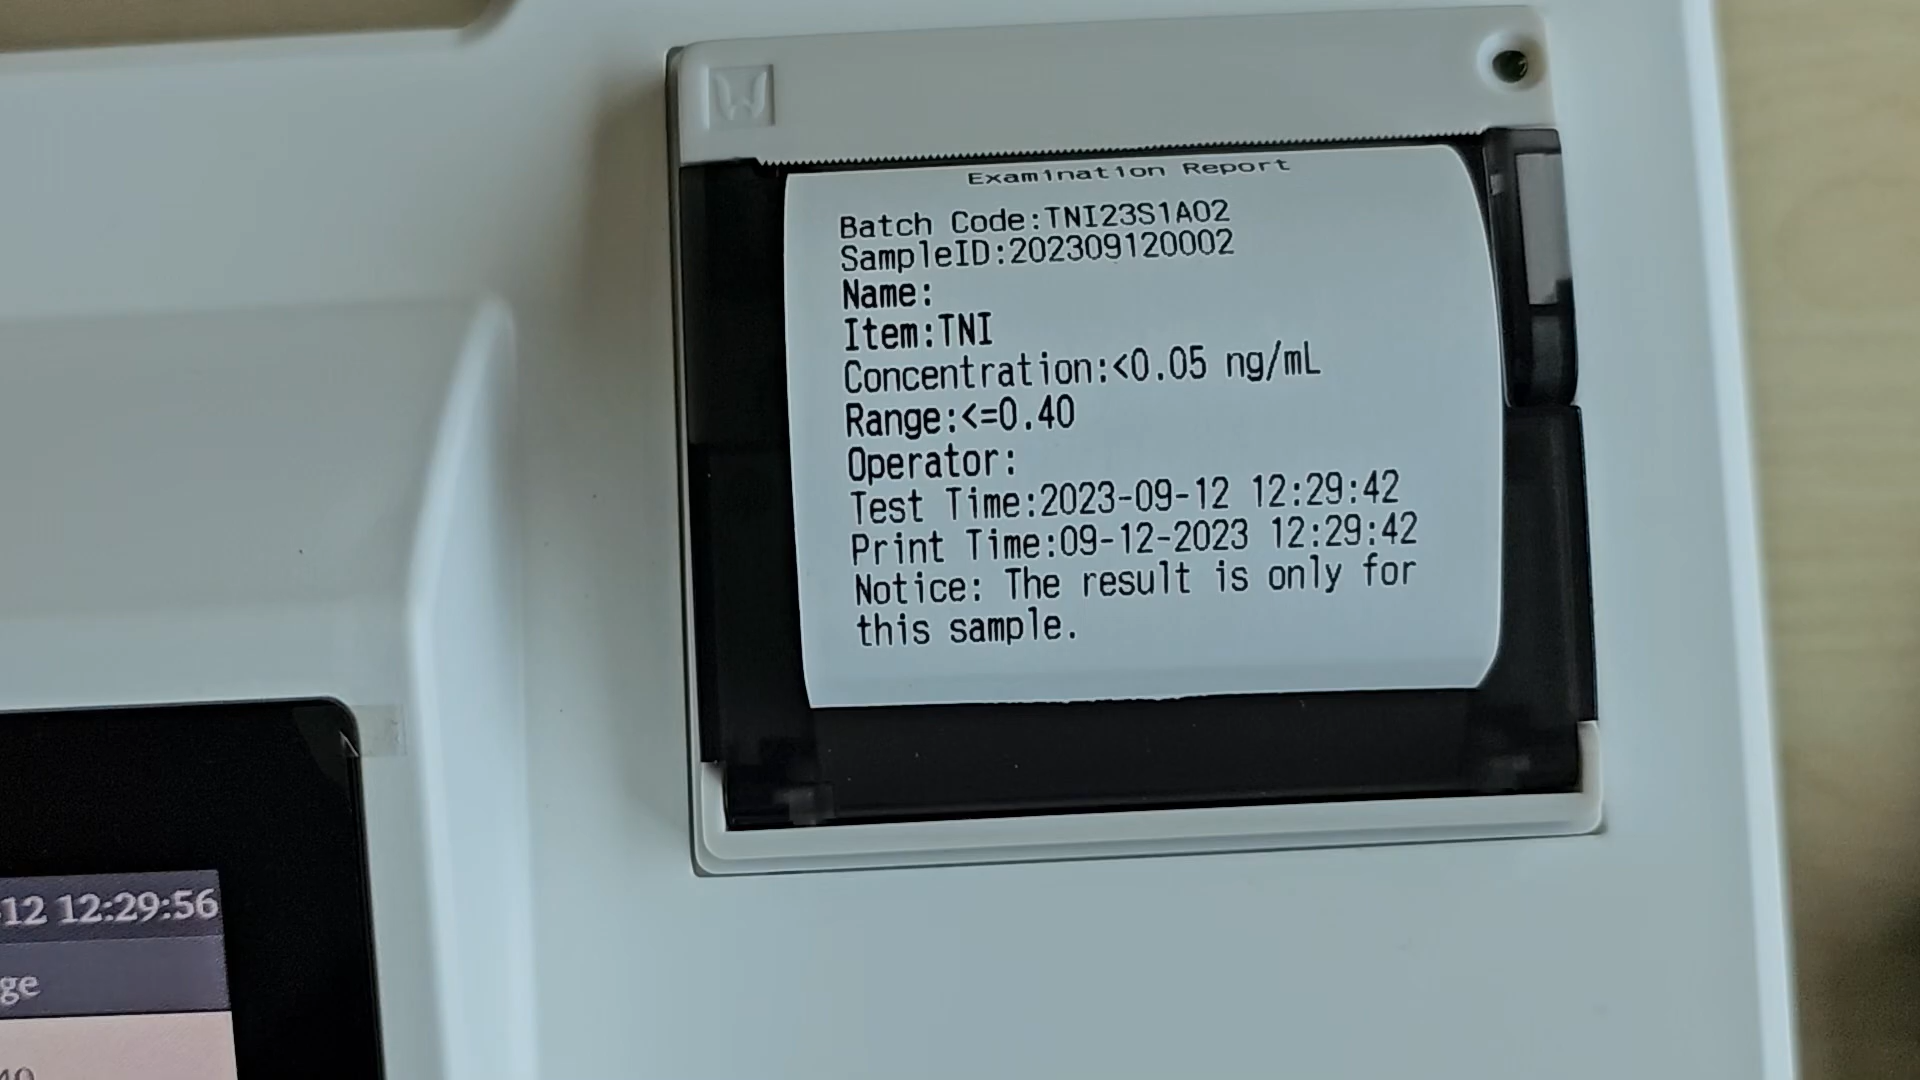 Examination Report
Batch Code:TNI23S1A02
SampleID:202309120002
Name:
Item:TNI
Concentration:<0.05 ng/mL
Range:<=0.40
Operator:
Test Time:2023-09-12 12:29:42
Print Time:09-12-2023 12:29:42
Notice: The result is only for
this sample.
-12 12:29:56
ge
40